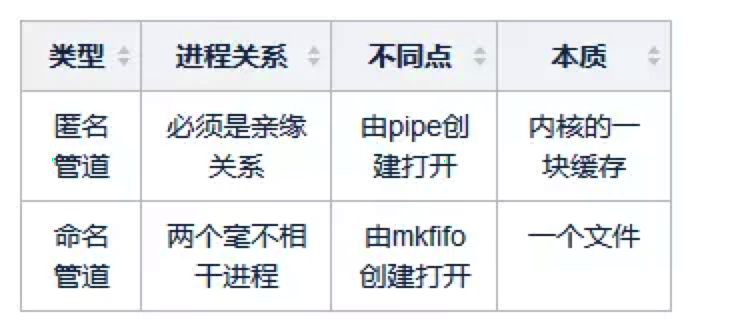 类型 进程关系 不同点 本质
匿名 必须是亲缘 由pipe创 内核的一
管道 关系 建打开 块缓存
命名 两个毫不相 由mkfifo 一个文件
管道 干进程 创建打开